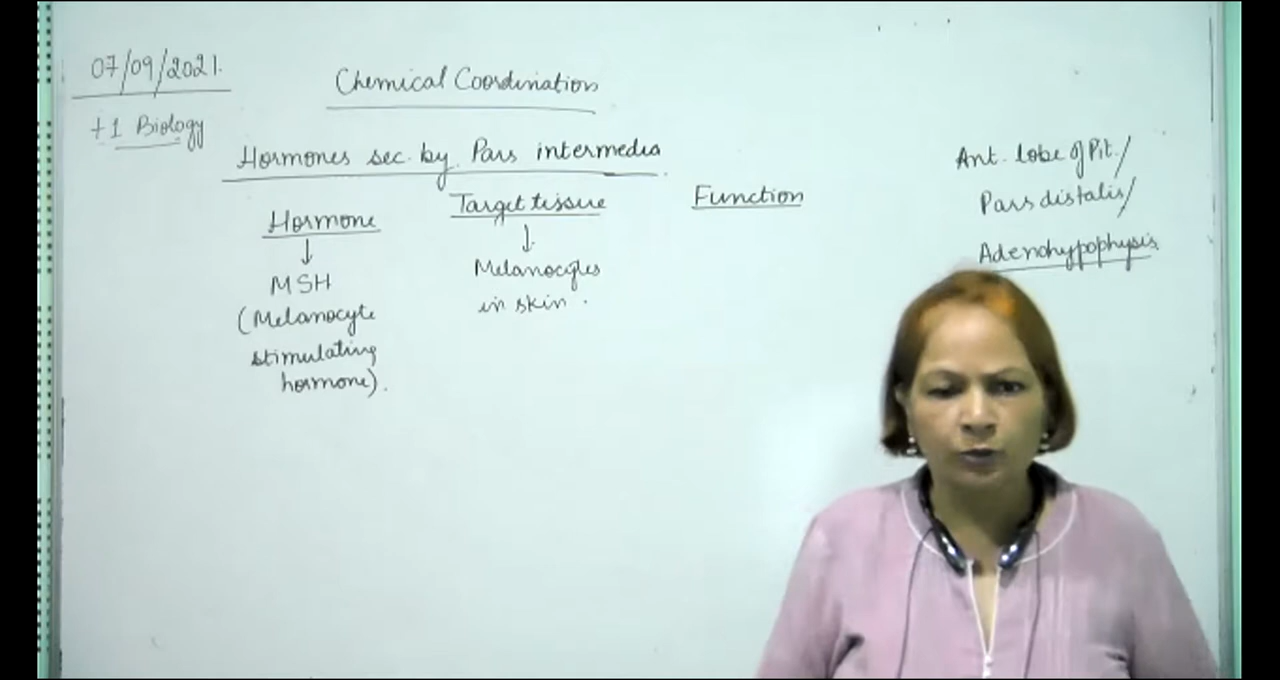 07/09/2021.
+1 Biology
Chemical Coordination
Hormones sec. by Pars intermedia
Hormone
↓
MSH
(Melanocyte
stimulating
hormone).
Target tissue
↓
Melanocytes
in skin.
Function
Ant. lobe of Pit./
Pars distalis/
Adenohypophysis